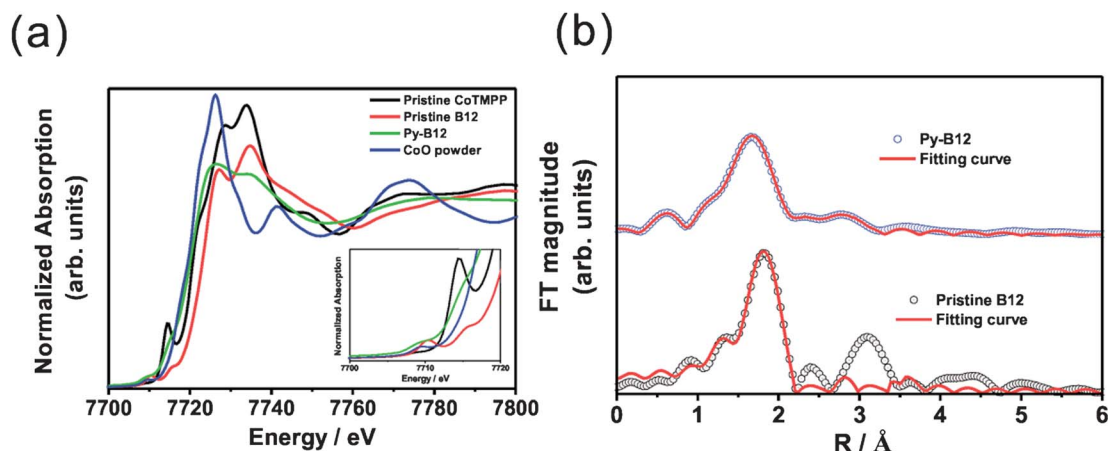 (a)
Normalized Absorption
(arb. units)
Pristine CoTMPP
Pristine B12
Py-B12
CoO powder
Normalized Absorption
7700
7710
7720
Energy / eV
7700
7720
7740
7760
7780
7800
Energy / eV
(b)
FT magnitude
(arb. units)
Py-B12
Fitting curve
Pristine B12
Fitting curve
0
1
2
3
4
5
6
R / Å